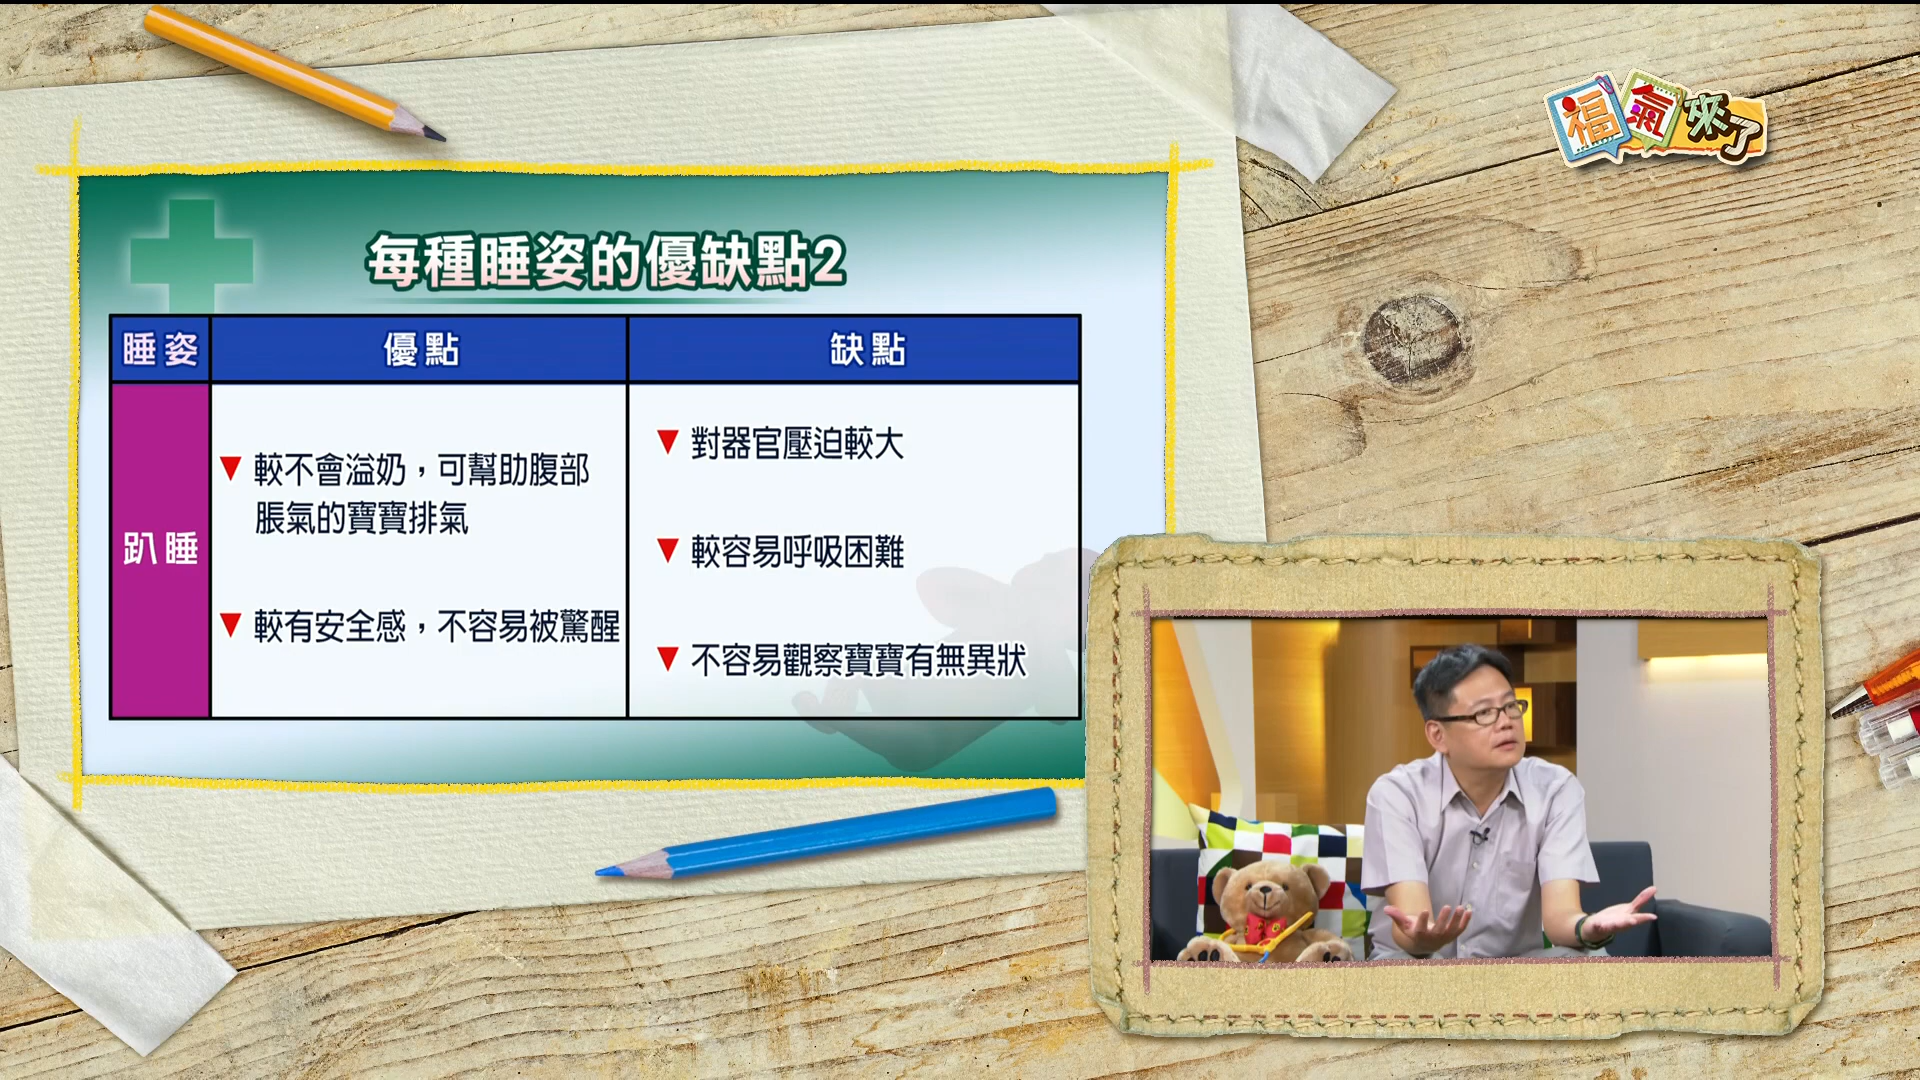 福氣來了
每種睡姿的優缺點2
睡姿 優點 缺點
趴睡
▼ 較不會溢奶，可幫助腹部
脹氣的寶寶排氣
▼ 較有安全感，不容易被驚醒
▼ 對器官壓迫較大
▼ 較容易呼吸困難
▼ 不容易觀察寶寶有無異狀